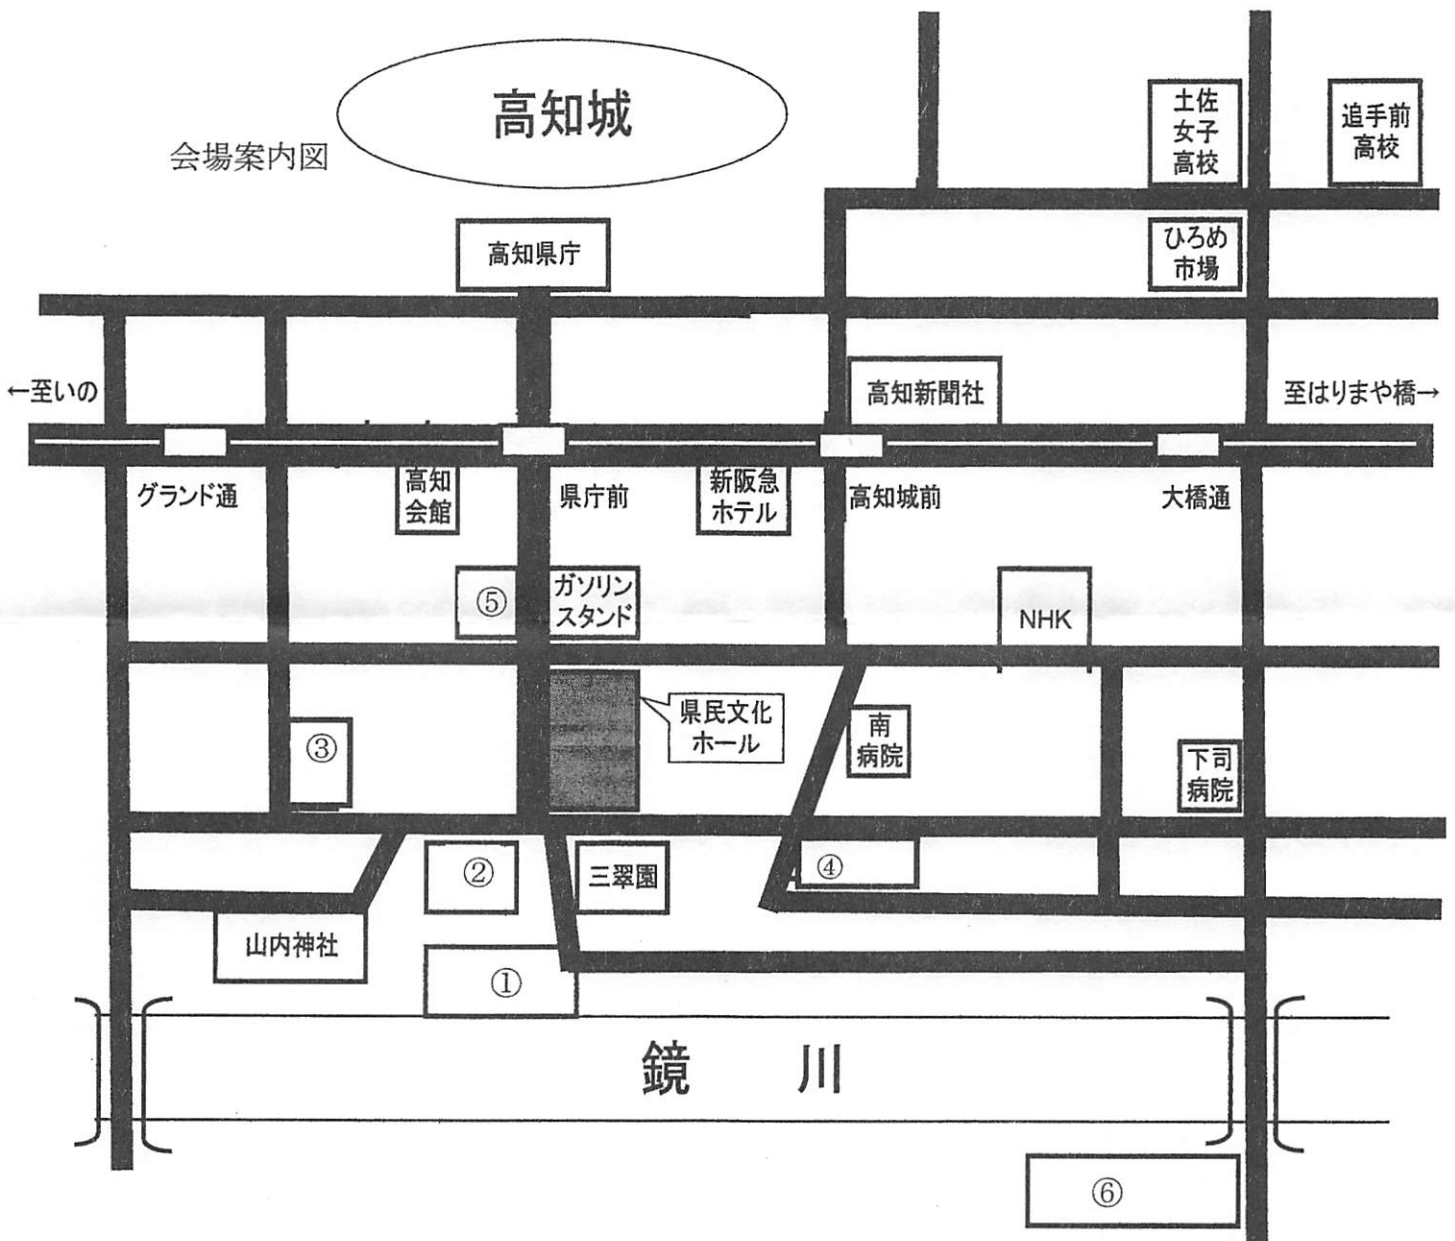 高知城
会場案内図
土佐
女子
高校
追手前
高校
高知県庁
ひろめ
市場
←至いの
高知新聞社
至はりまや橋→
グランド通
高知
会館
県庁前
新阪急
ホテル
高知城前
大橋通
⑤
ガソリン
スタンド
NHK
③
県民文化
ホール
南
病院
下司
病院
②
三翠園
④
山内神社
①
鏡 川
⑥